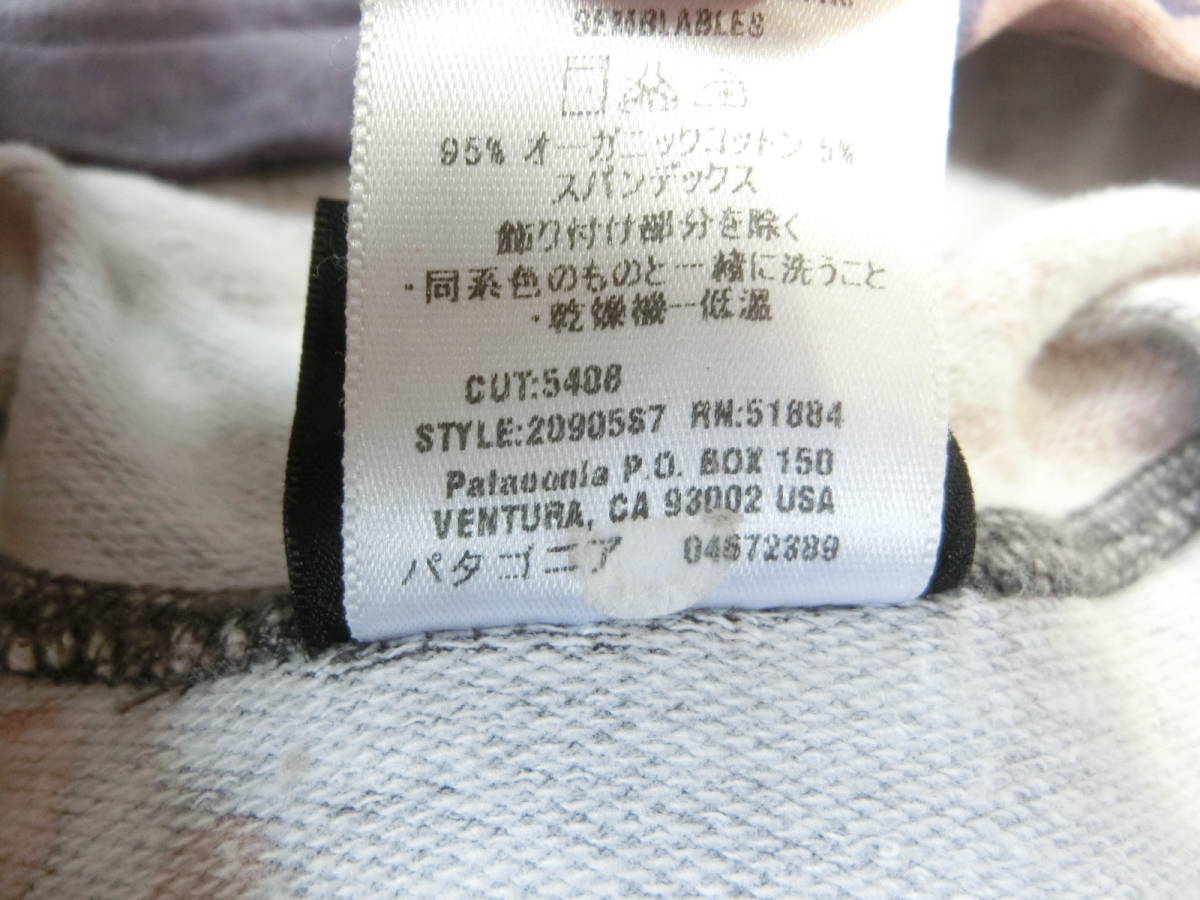 SEMBLABLES
95% オーガニックコットン 5%
スパンデックス
飾り付け部分を除く
・同系色のものと一緒に洗うこと
・乾燥機ー低温
CUT:5408
STYLE:20905S7 RN:51884
Patagonia P.O. BOX 150
VENTURA, CA 93002 USA
パタゴニア 04672389